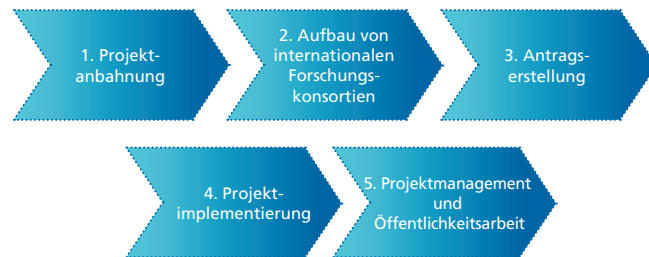 1. Projekt-
anbahnung
2. Aufbau von
internationalen
Forschungs-
konsortien
3. Antrags-
erstellung
4. Projekt-
implementierung
5. Projektmanagement
und
Öffentlichkeitsarbeit